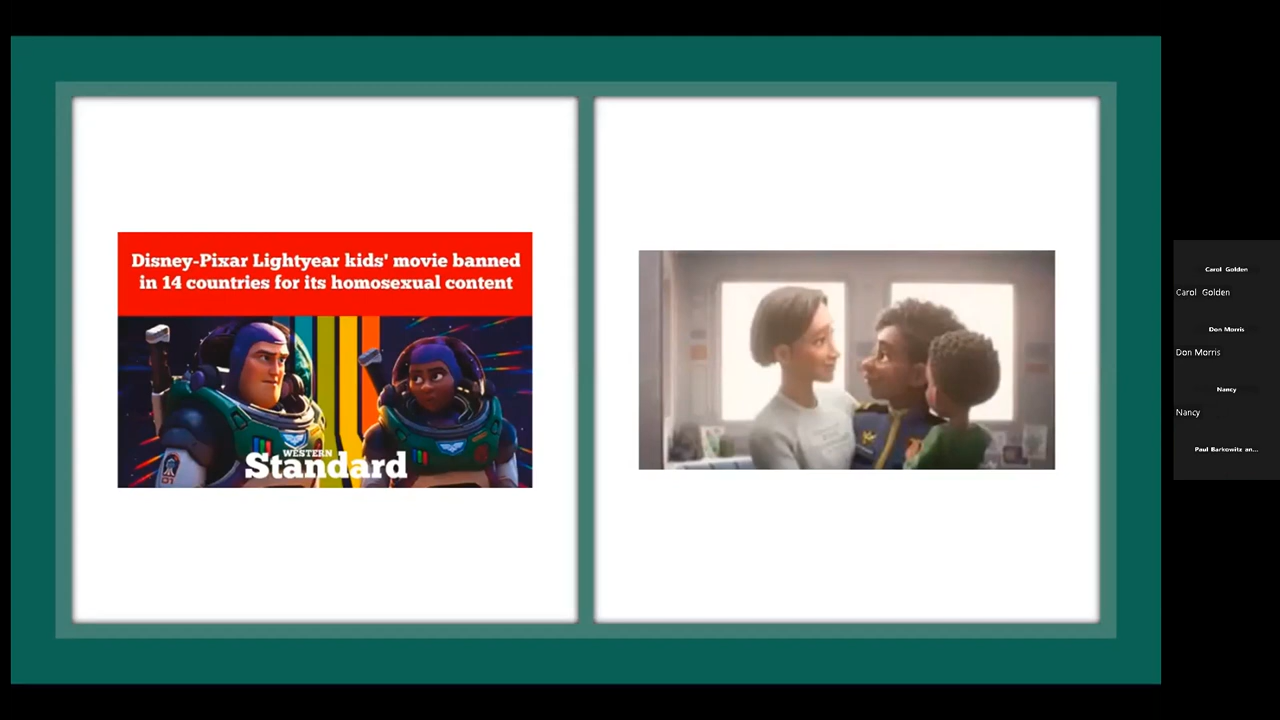 Disney-Pixar Lightyear kids' movie banned
in 14 countries for its homosexual content
WESTERN
Standard
Carol Golden
Carol Golden
Don Morris
Don Morris
Nancy
Nancy
Paul Barkowitz an...